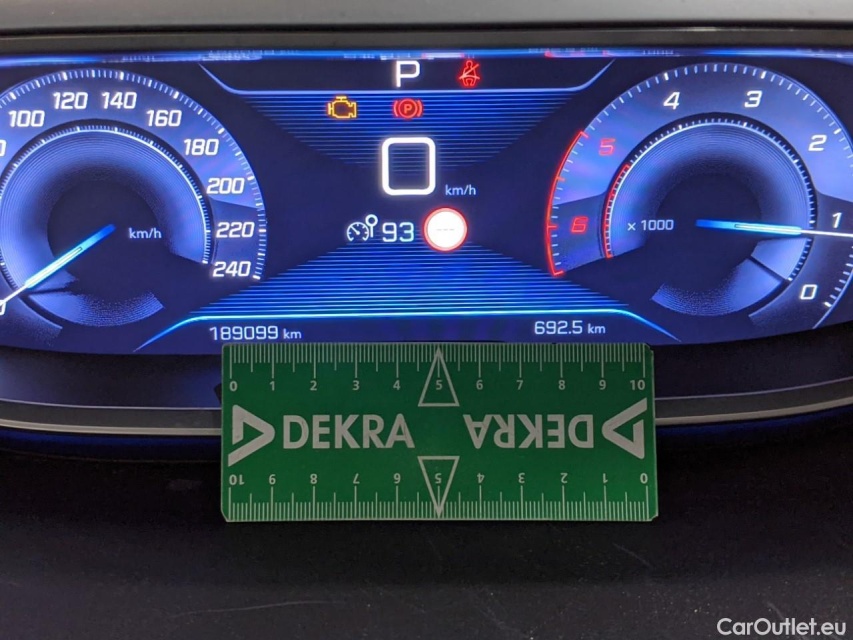 P
100 120 140 160 180 200 220 240
km/h
P
0 km/h
93
6 5 4 3 2 1 0
x 1000
189099 km
692.5 km
0 1 2 3 4 5 6 7 8 9 10
DEKRA DEKRA
10 9 8 7 6 5 4 3 2 1 0
CarOutlet.eu